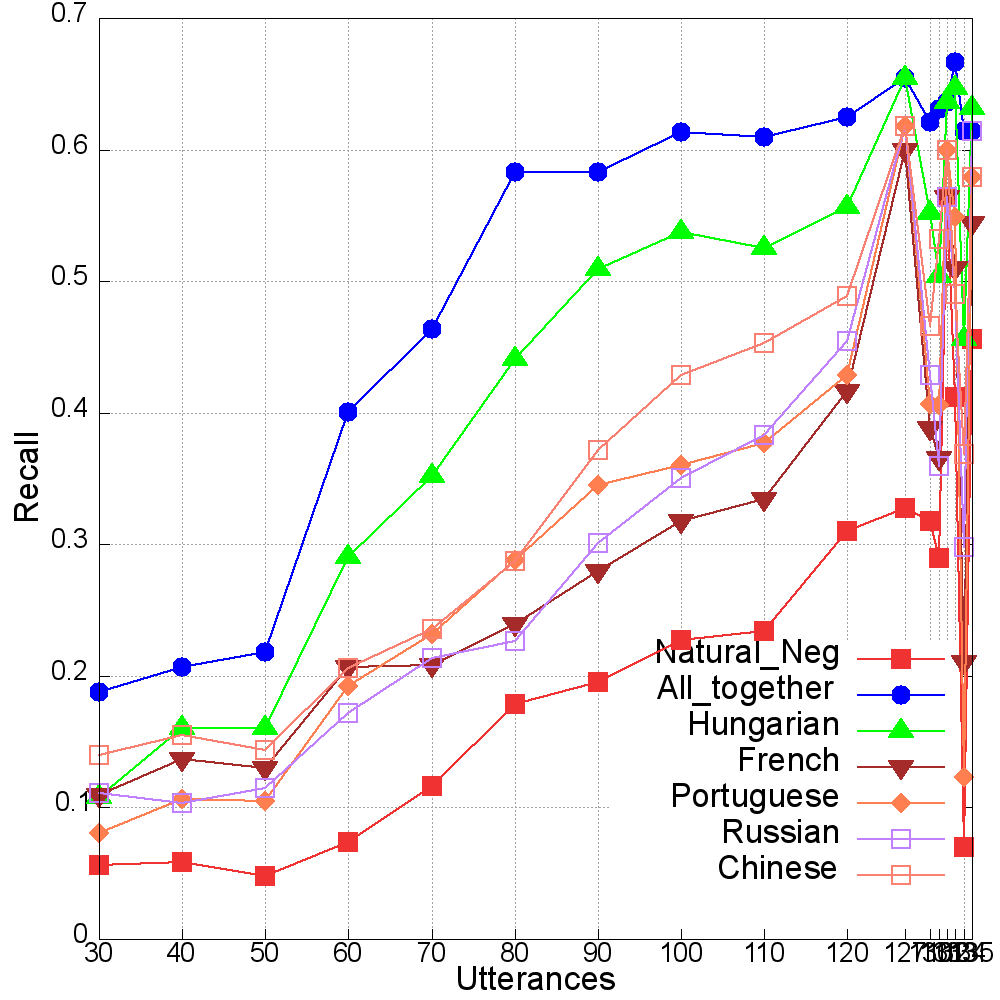 0.7
0.6
0.5
0.4
0.3
0.2
0.1
0
Recall
Natural_Neg
All_together
Hungarian
French
Portuguese
Russian
Chinese
30 40 50 60 70 80 90 100 110 120 127
Utterances